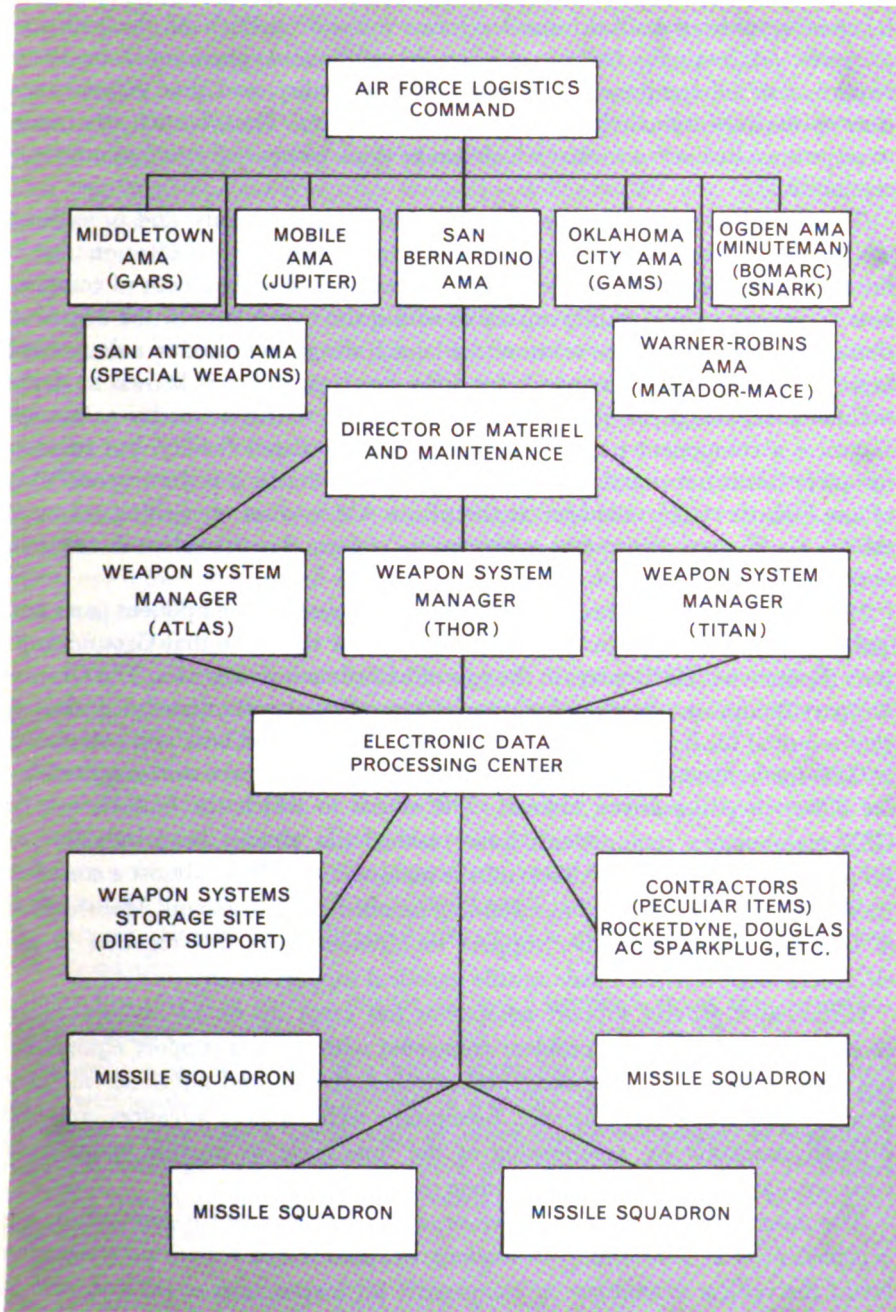 AIR FORCE LOGISTICS
COMMAND
MIDDLETOWN
AMA
(GARS)
MOBILE
AMA
(JUPITER)
SAN
BERNARDINO
AMA
OKLAHOMA
CITY AMA
(GAMS)
OGDEN AMA
(MINUTEMAN)
(BOMARC)
(SNARK)
SAN ANTONIO AMA
(SPECIAL WEAPONS)
WARNER-ROBINS
AMA
(MATADOR-MACE)
DIRECTOR OF MATERIEL
AND MAINTENANCE
WEAPON SYSTEM
MANAGER
(ATLAS)
WEAPON SYSTEM
MANAGER
(THOR)
WEAPON SYSTEM
MANAGER
(TITAN)
ELECTRONIC DATA
PROCESSING CENTER
WEAPON SYSTEMS
STORAGE SITE
(DIRECT SUPPORT)
CONTRACTORS
(PECULIAR ITEMS)
ROCKETDYNE, DOUGLAS
AC SPARKPLUG, ETC.
MISSILE SQUADRON
MISSILE SQUADRON
MISSILE SQUADRON
MISSILE SQUADRON